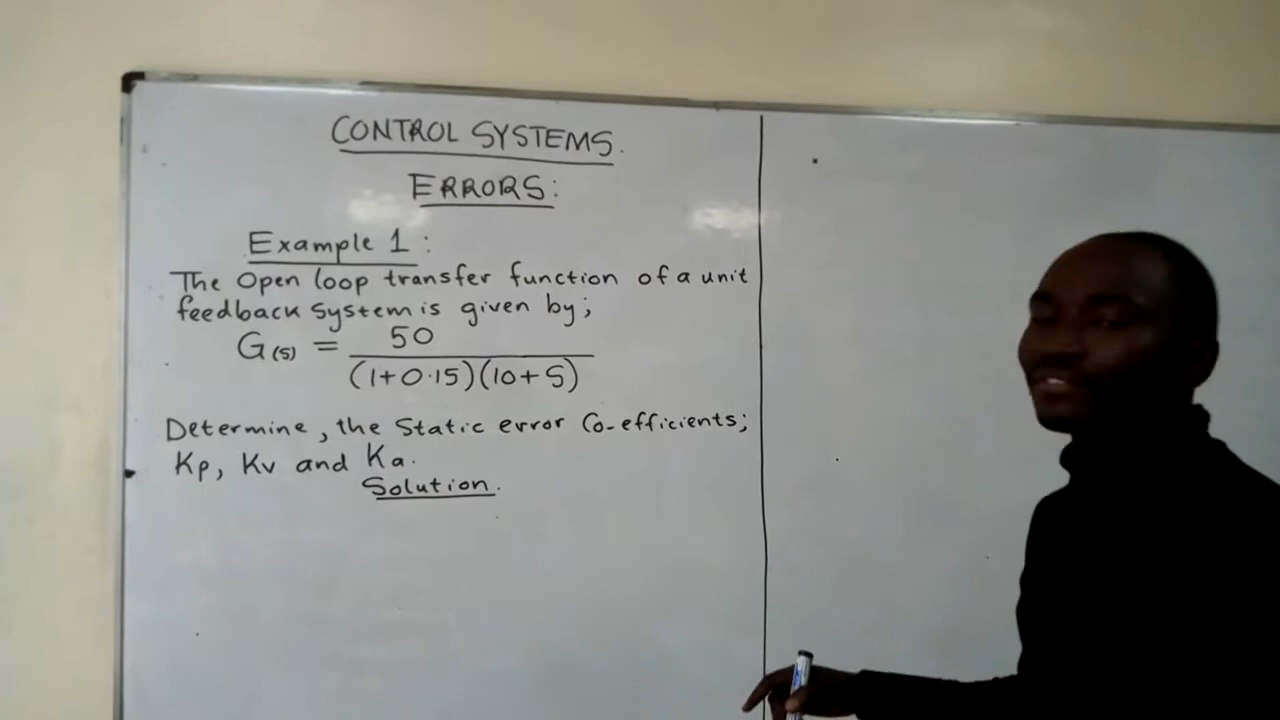 CONTROL SYSTEMS.
ERRORS:
Example 1:
The Open loop transfer function of a unit
feedback system is given by;
G(s) = 50
(1+0.1S)(10+S)
Determine, the Static error Co-efficients;
Kp, Kv and Ka.
Solution.